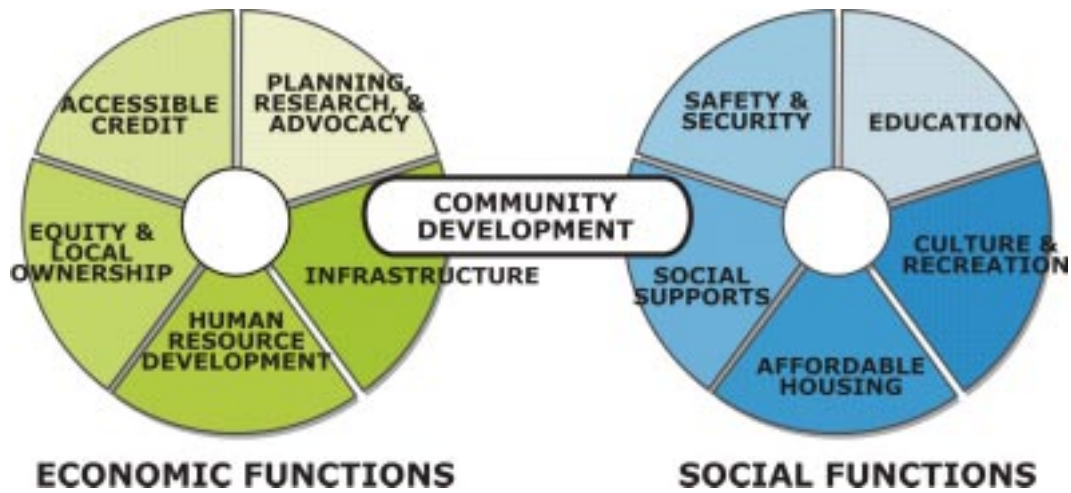 ACCESSIBLE
CREDIT
PLANNING,
RESEARCH, &
ADVOCACY
EQUITY &
LOCAL
OWNERSHIP
INFRASTRUCTURE
HUMAN
RESOURCE
DEVELOPMENT
COMMUNITY
DEVELOPMENT
SAFETY &
SECURITY
EDUCATION
SOCIAL
SUPPORTS
CULTURE &
RECREATION
AFFORDABLE
HOUSING
ECONOMIC FUNCTIONS
SOCIAL FUNCTIONS